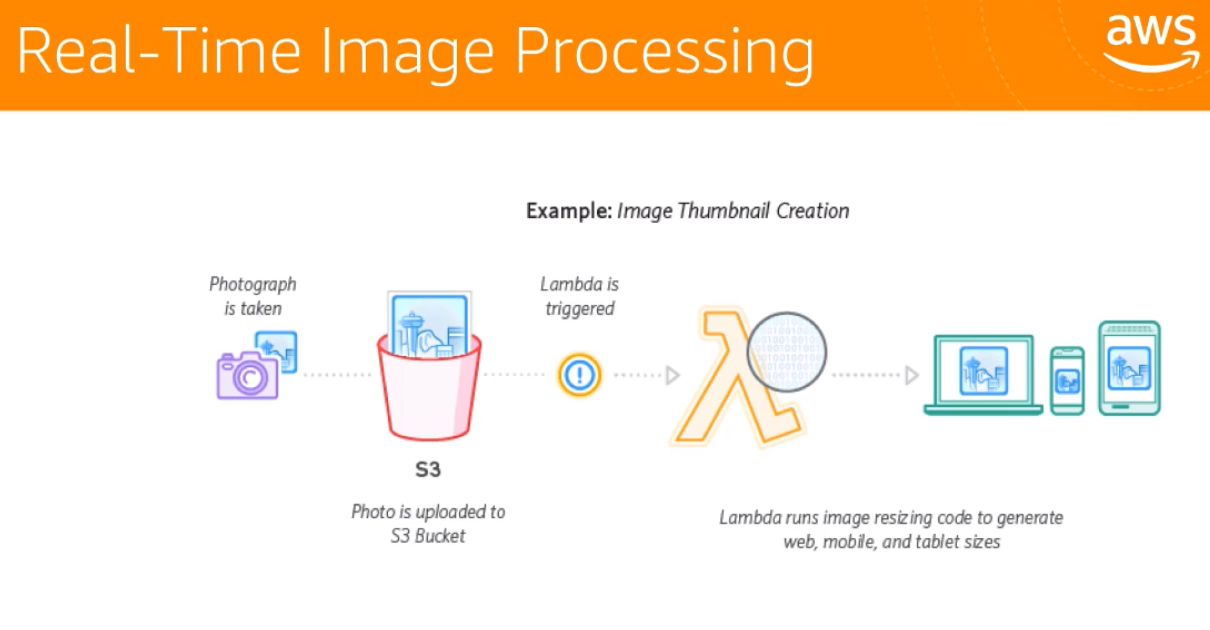 Real-Time Image Processing
aws
Example: Image Thumbnail Creation
Photograph
is taken
Lambda is
triggered
S3
Photo is uploaded to
S3 Bucket
Lambda runs image resizing code to generate
web, mobile, and tablet sizes